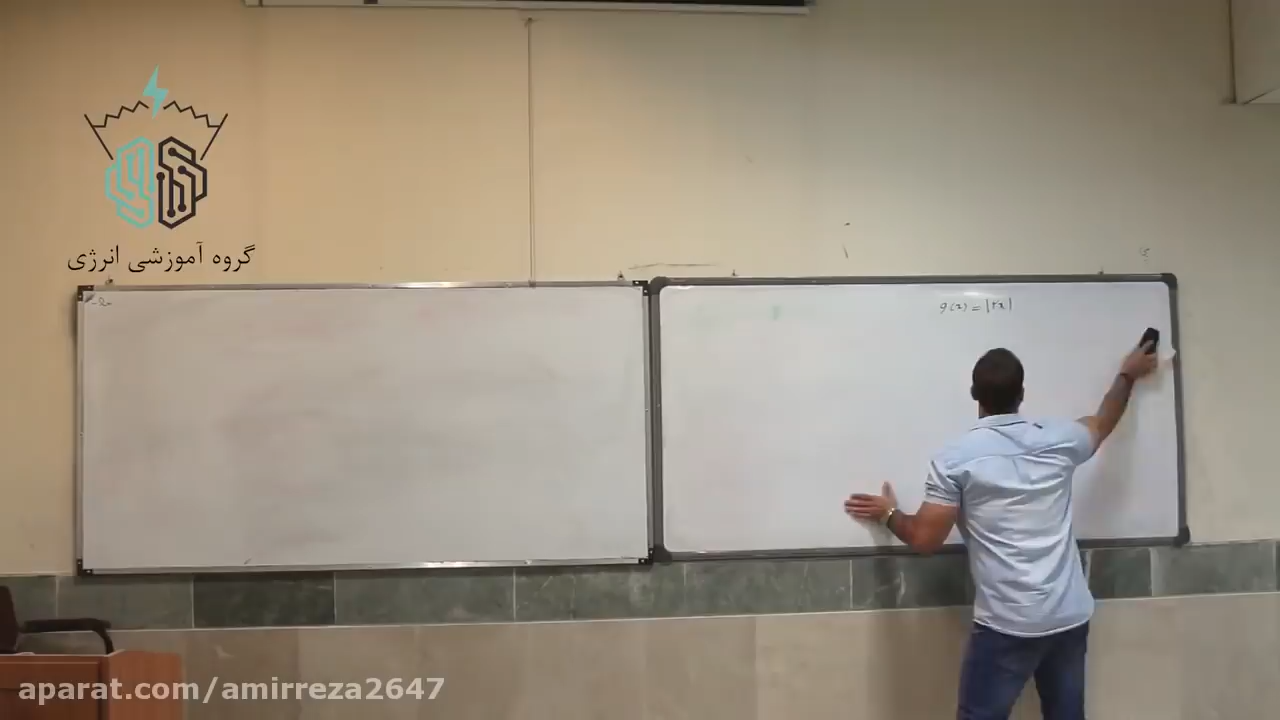 گروه آموزشی انرژی
g(x) = |۲x|
aparat.com/amirreza2647